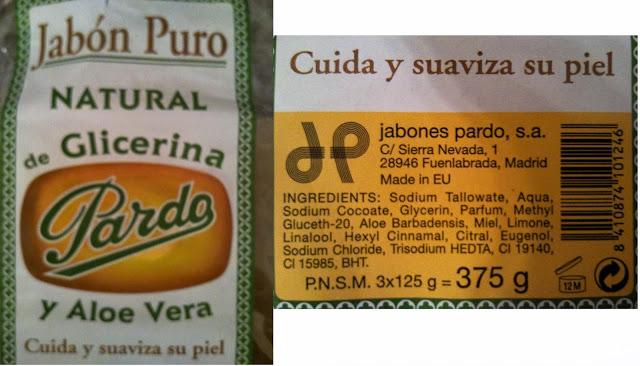 Jabón Puro
NATURAL
de Glicerina
Pardo
y Aloe Vera
Cuida y suaviza su piel
Cuida y suaviza su piel
jabones pardo, s.a.
C/ Sierra Nevada, 1
28946 Fuenlabrada, Madrid
Made in EU
INGREDIENTS: Sodium Tallowate, Aqua,
Sodium Cocoate, Glycerin, Parfum, Methyl
Gluceth-20, Aloe Barbadensis, Miel, Limone,
Linalool, Hexyl Cinnamal, Citral, Eugenol,
Sodium Chloride, Trisodium HEDTA, CI 19140,
CI 15985, BHT.
P.N.S.M. 3x125 g = 375 g
12M
8 410874 101246